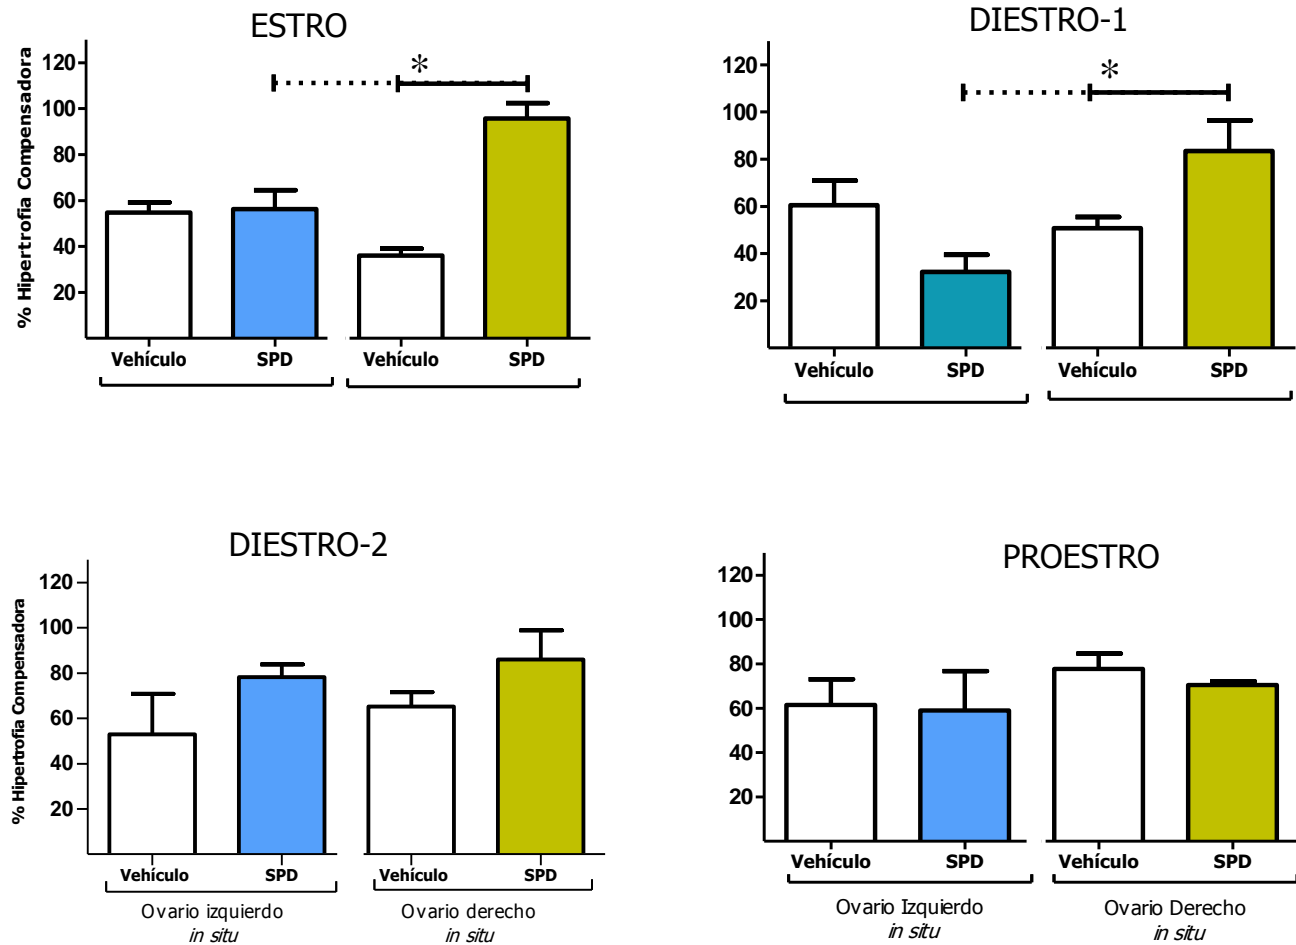 ESTRO
% Hipertrofia Compensadora
120
100
80
60
40
20
*
Vehículo SPD Vehículo SPD
DIESTRO-1
120
100
80
60
40
20
*
Vehículo SPD Vehículo SPD
DIESTRO-2
% Hipertrofia Compensadora
120
100
80
60
40
20
Vehículo SPD Vehículo SPD
Ovario izquierdo Ovario derecho
in situ in situ
PROESTRO
120
100
80
60
40
20
Vehículo SPD Vehículo SPD
Ovario Izquierdo Ovario Derecho
in situ in situ